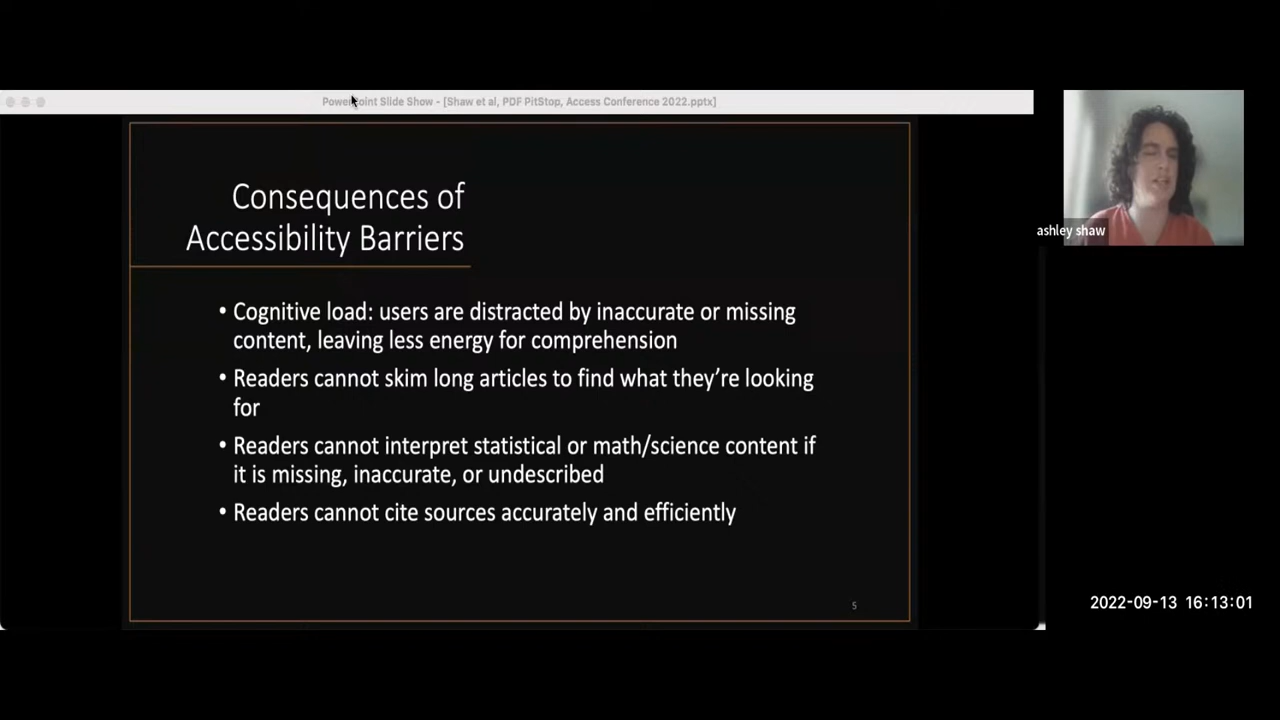 PowerPoint Slide Show - [Shaw et al, PDF PitStop, Access Conference 2022.pptx]
Consequences of
Accessibility Barriers
• Cognitive load: users are distracted by inaccurate or missing
content, leaving less energy for comprehension
• Readers cannot skim long articles to find what they’re looking
for
• Readers cannot interpret statistical or math/science content if
it is missing, inaccurate, or undescribed
• Readers cannot cite sources accurately and efficiently
5
ashley shaw
2022-09-13 16:13:01